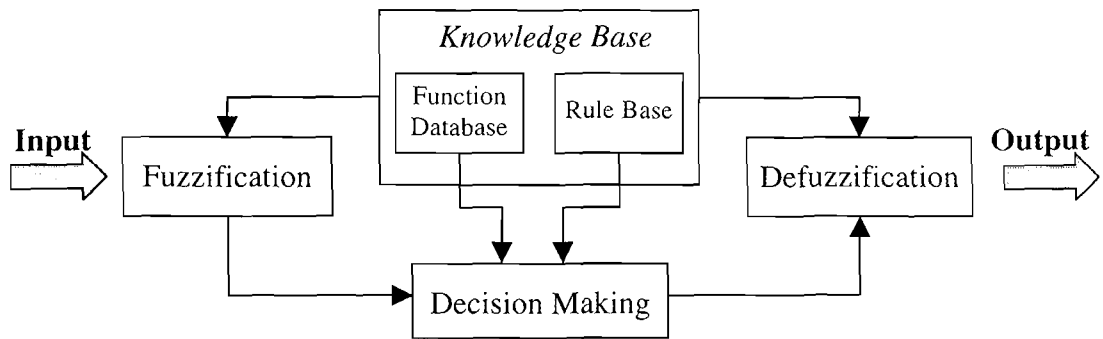 Knowledge Base
Function
Database
Rule Base
Input
Fuzzification
Output
Defuzzification
Decision Making